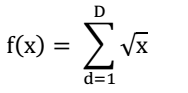 f(x) = ∑_{d=1}^{D} √x